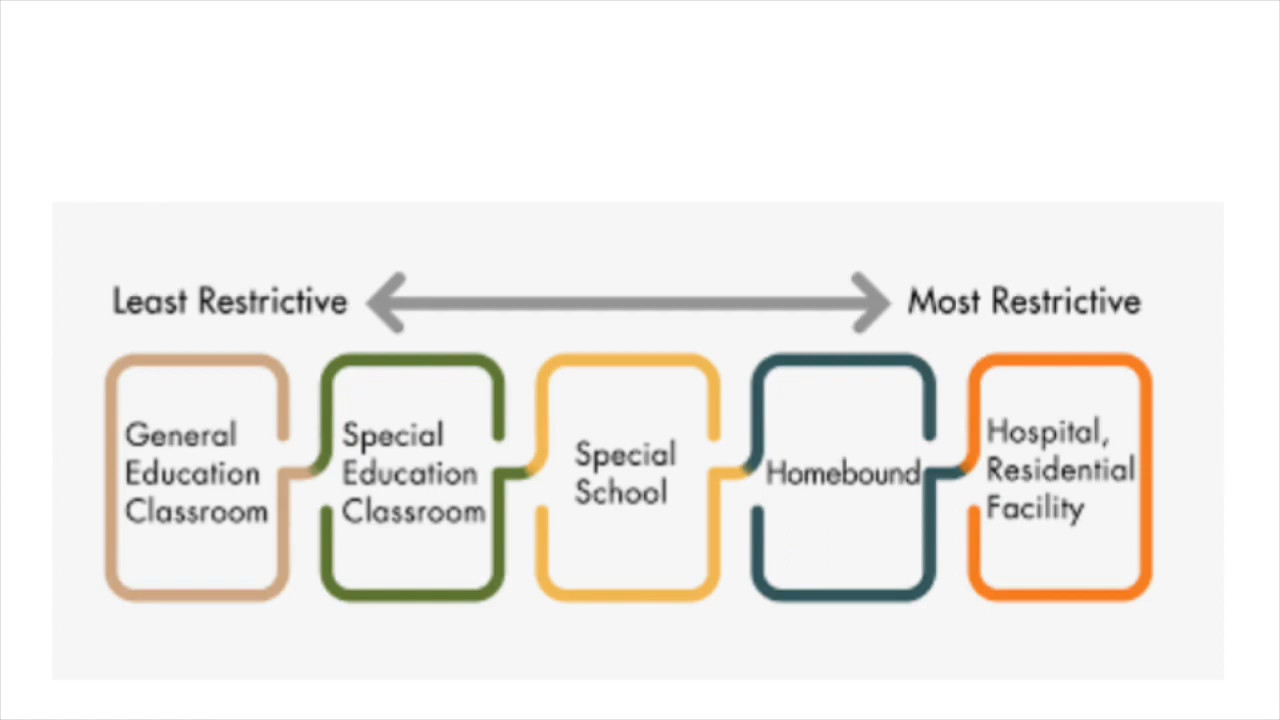 Least Restrictive
Most Restrictive
General
Education
Classroom
Special
Education
Classroom
Special
School
Homebound
Hospital,
Residential
Facility